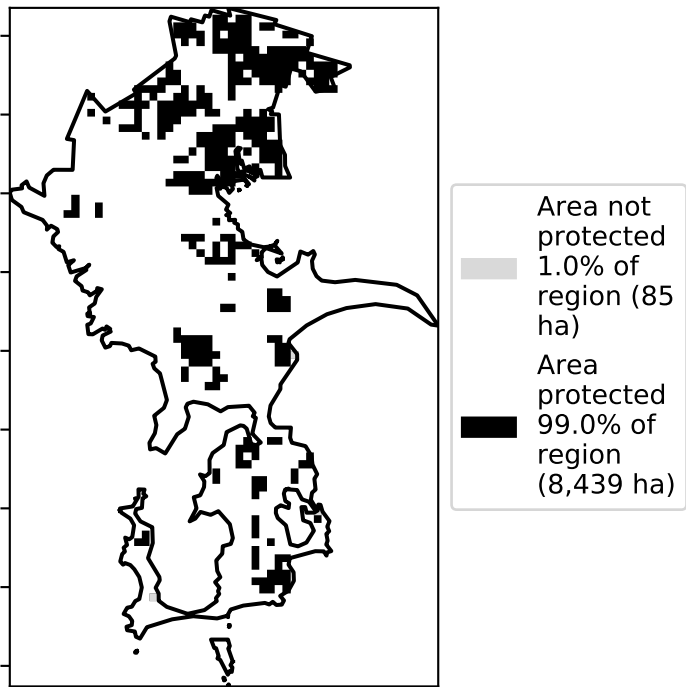 Area not
protected
1.0% of
region (85
ha)
Area
protected
99.0% of
region
(8,439 ha)